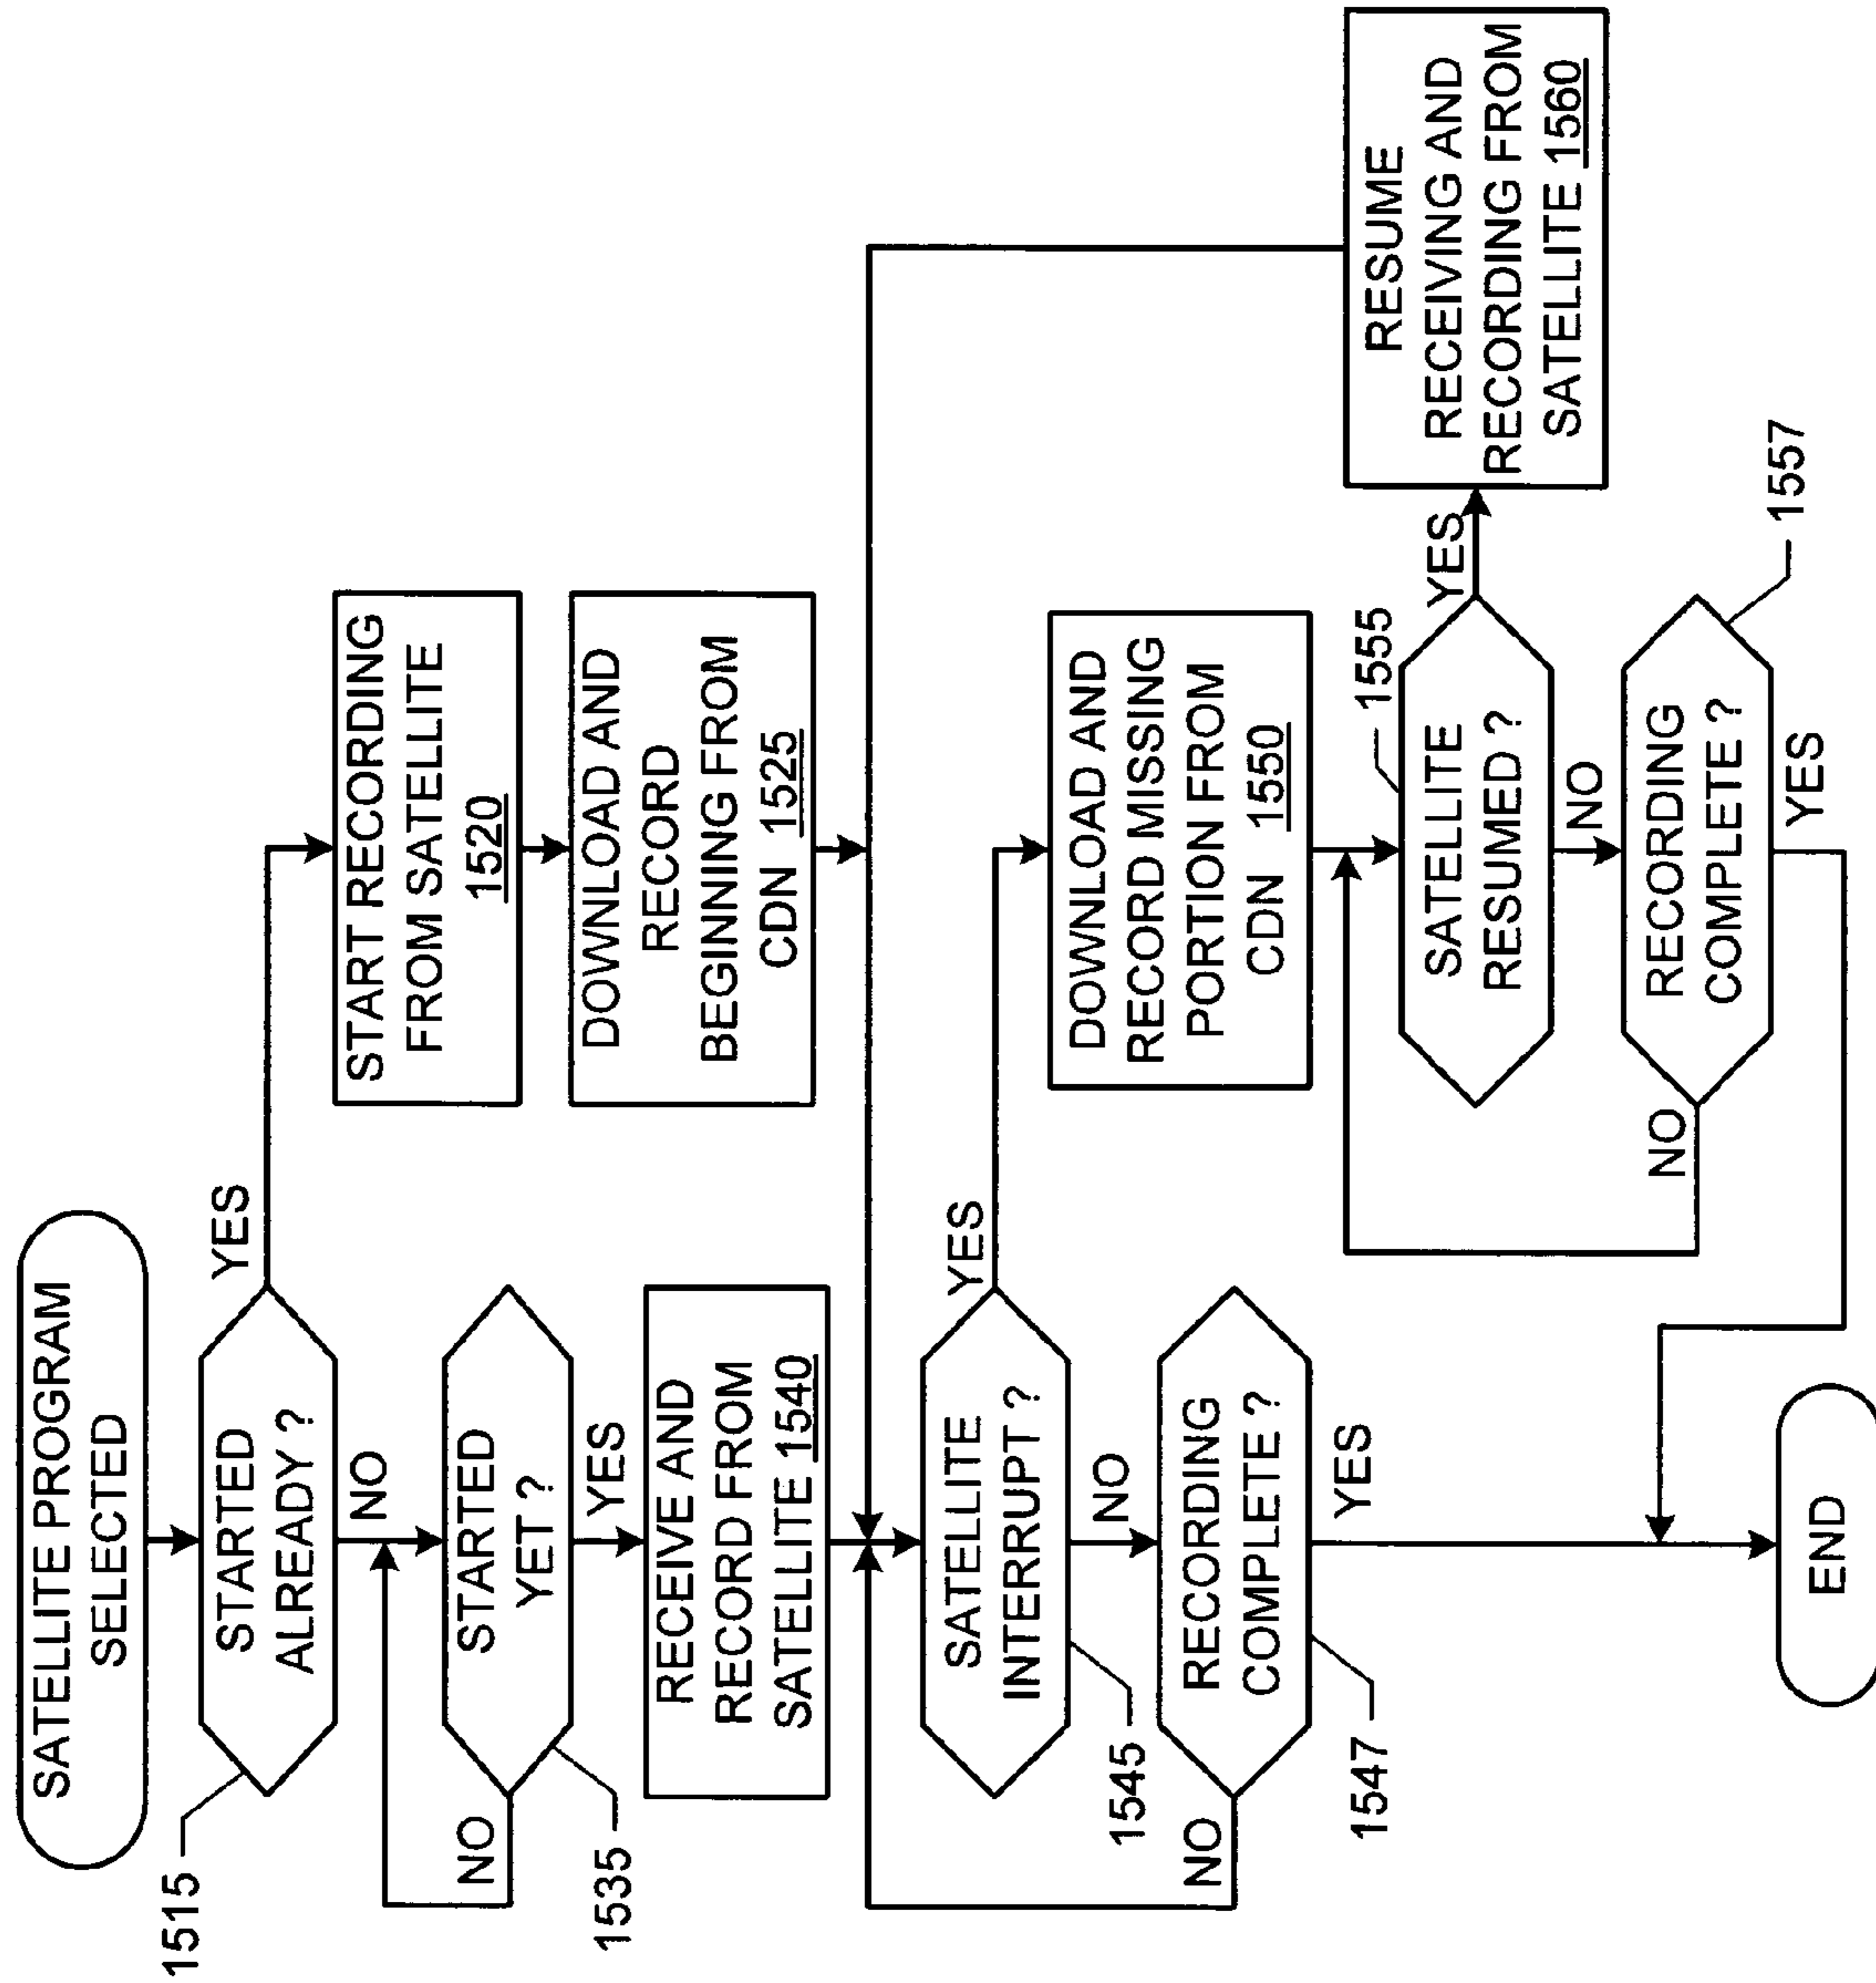 SATELLITE PROGRAM
SELECTED
1515
STARTED
ALREADY ?
YES
NO
START RECORDING
FROM SATELLITE
1520
STARTED
YET ?
NO
YES
1535
DOWNLOAD AND
RECORD
BEGINNING FROM
CDN 1525
RECEIVE AND
RECORD FROM
SATELLITE 1540
SATELLITE
INTERRUPT ?
YES
NO
1545
DOWNLOAD AND
RECORD MISSING
PORTION FROM
CDN 1550
RECORDING
COMPLETE ?
NO
YES
1547
1555
SATELLITE
RESUMED ?
YES
NO
RESUME
RECEIVING AND
RECORDING FROM
SATELLITE 1560
RECORDING
COMPLETE ?
NO
YES
1557
END